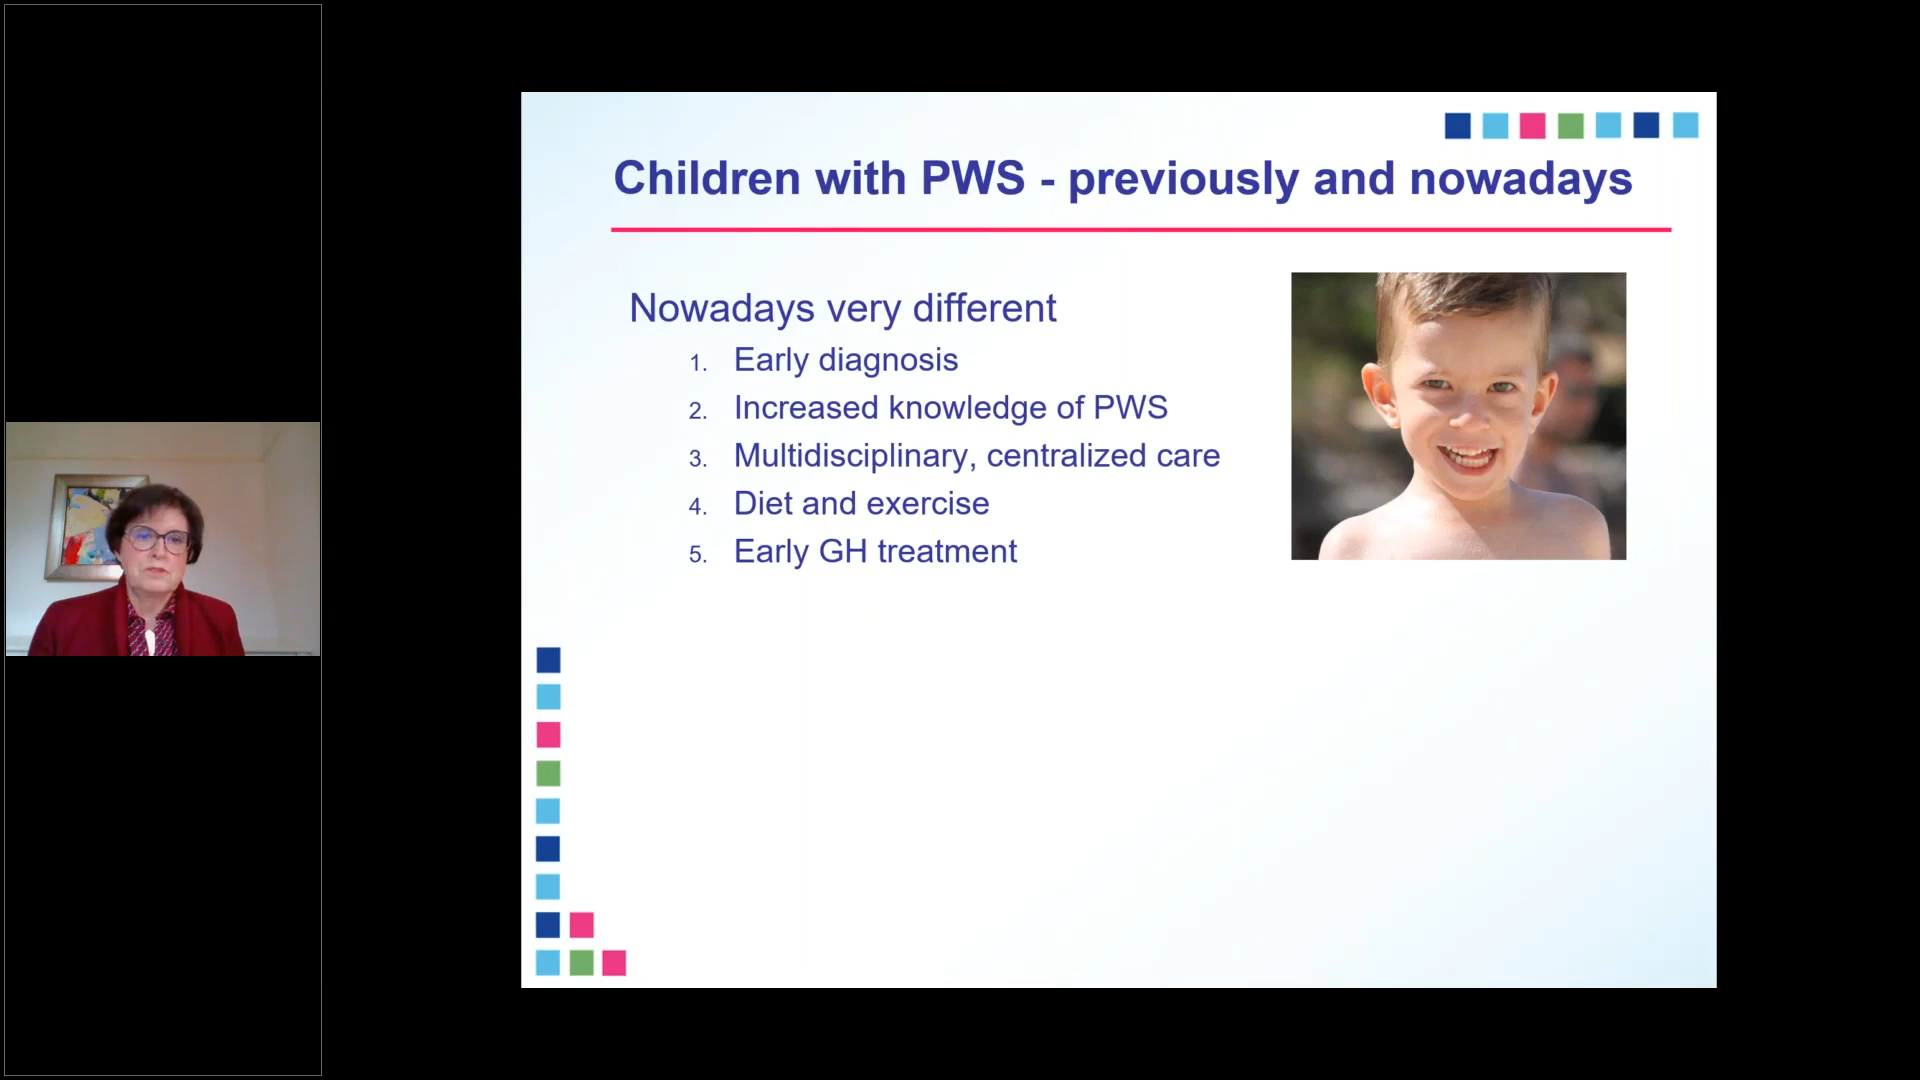 Children with PWS - previously and nowadays
Nowadays very different
1. Early diagnosis
2. Increased knowledge of PWS
3. Multidisciplinary, centralized care
4. Diet and exercise
5. Early GH treatment